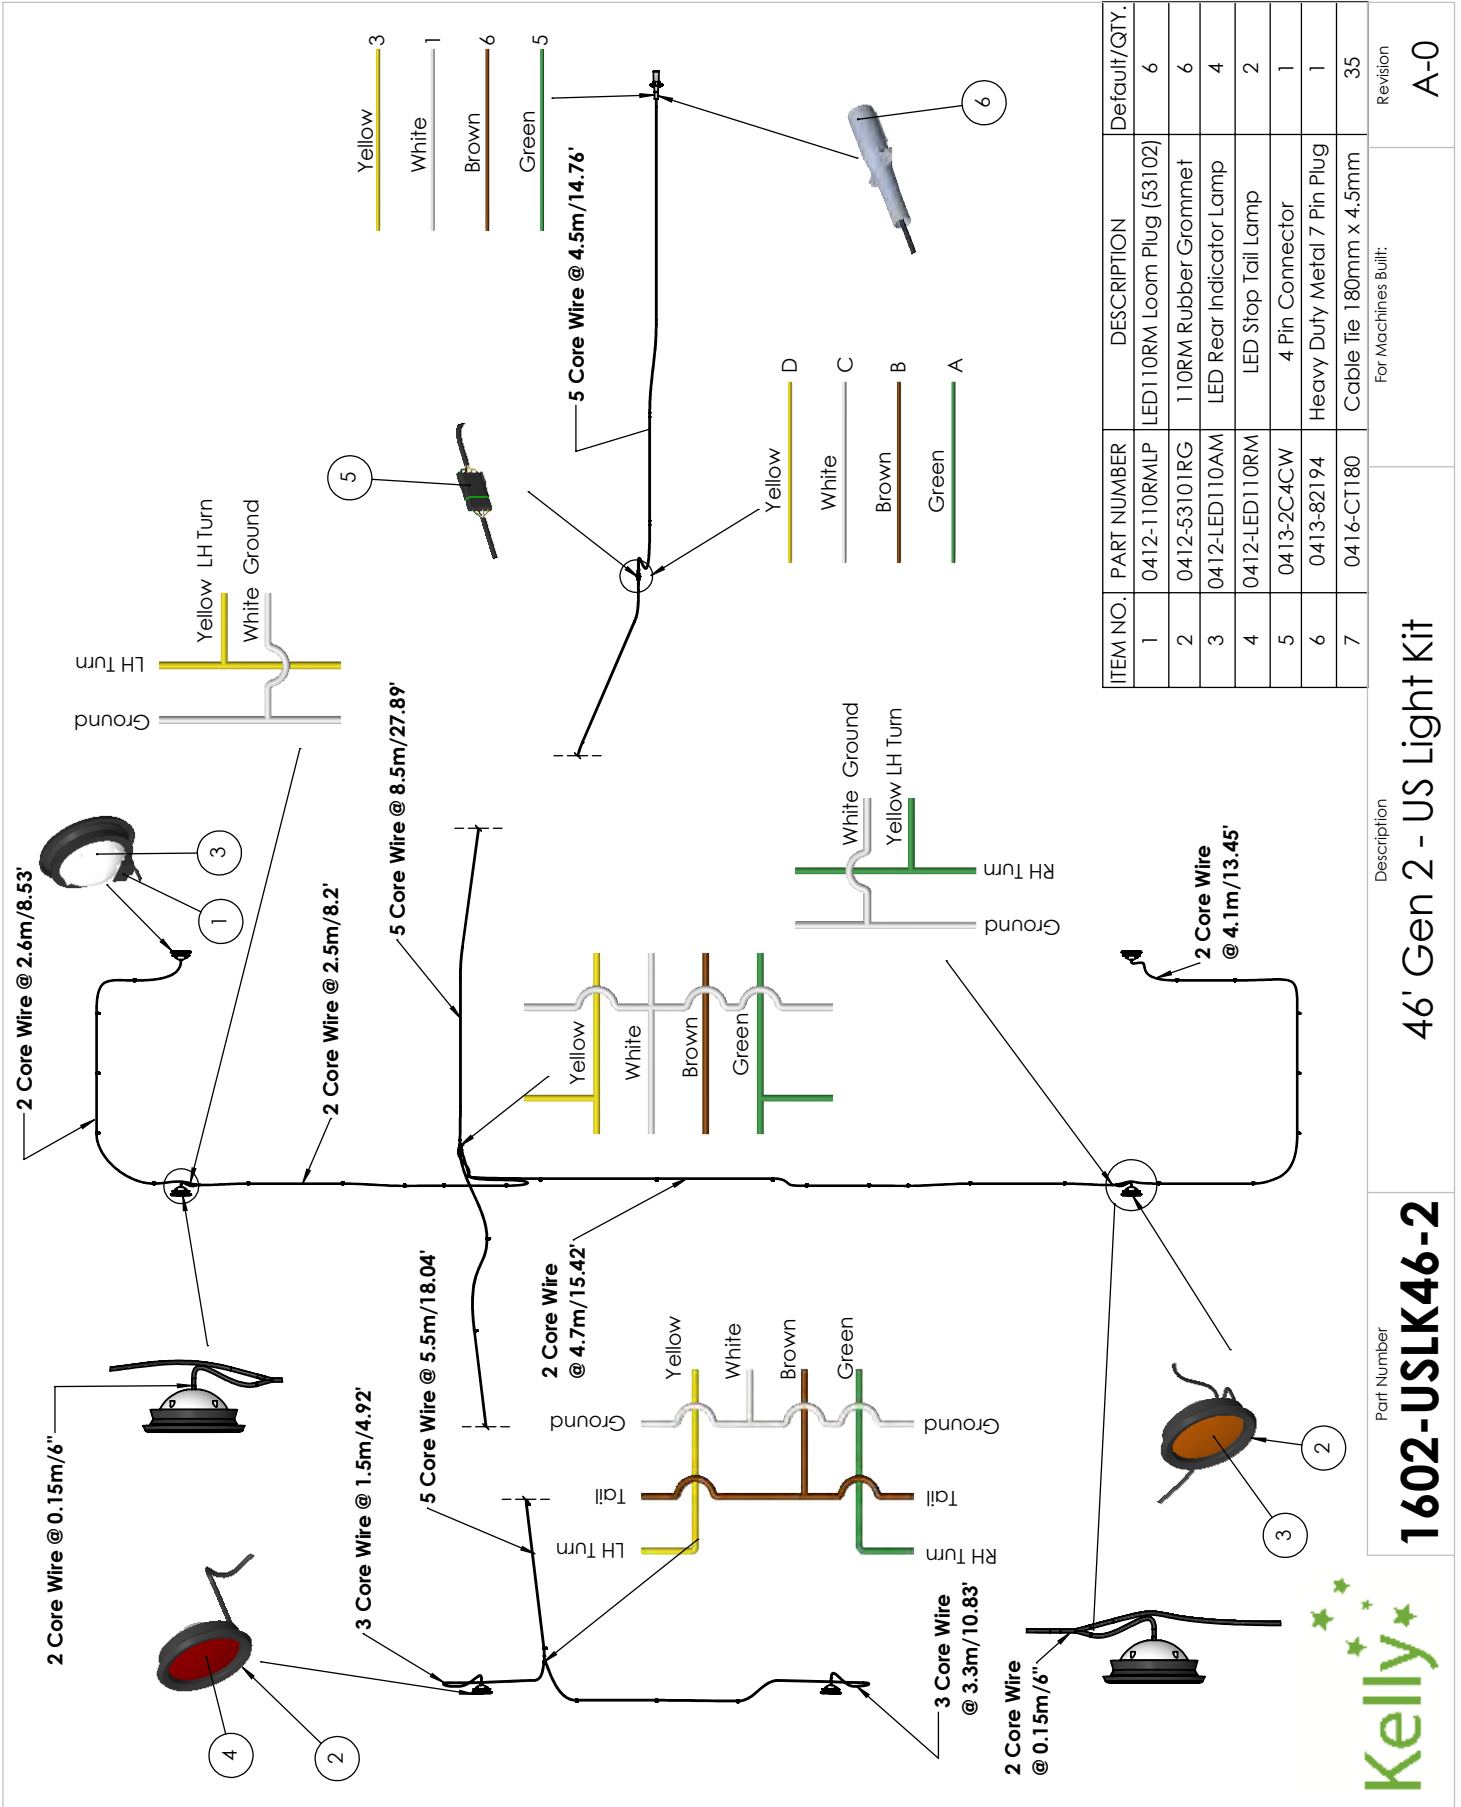 2 Core Wire @ 0.15m/6"
4
2
3 Core Wire @ 1.5m/4.92'
5 Core Wire @ 5.5m/18.04'
2 Core Wire
@ 4.7m/15.42'
LH Turn
Tail
Ground
Yellow
White
Brown
Green
RH Turn
Tail
Ground
3 Core Wire
@ 3.3m/10.83'
2 Core Wire
@ 0.15m/6"
3
2
2 Core Wire @ 2.6m/8.53'
1
3
2 Core Wire @ 2.5m/8.2'
5 Core Wire @ 8.5m/27.89'
Ground
LH Turn
Yellow LH Turn
White Ground
Yellow
White
Brown
Green
White Ground
Yellow LH Turn
Ground
RH Turn
2 Core Wire
@ 4.1m/13.45'
5
5 Core Wire @ 4.5m/14.76'
Yellow 3
White 1
Brown 6
Green 5
Yellow D
White C
Brown B
Green A
6
ITEM NO. PART NUMBER DESCRIPTION Default/QTY.
1 0412-110RMLP LED110RM Loom Plug (53102) 6
2 0412-53101RG 110RM Rubber Grommet 6
3 0412-LED110AM LED Rear Indicator Lamp 4
4 0412-LED110RM LED Stop Tail Lamp 2
5 0413-2C4CW 4 Pin Connector 1
6 0413-82194 Heavy Duty Metal 7 Pin Plug 1
7 0416-CT180 Cable Tie 180mm x 4.5mm 35
Kelly
Part Number
1602-USLK46-2
Description
46' Gen 2 - US Light Kit
For Machines Built:
Revision
A-0